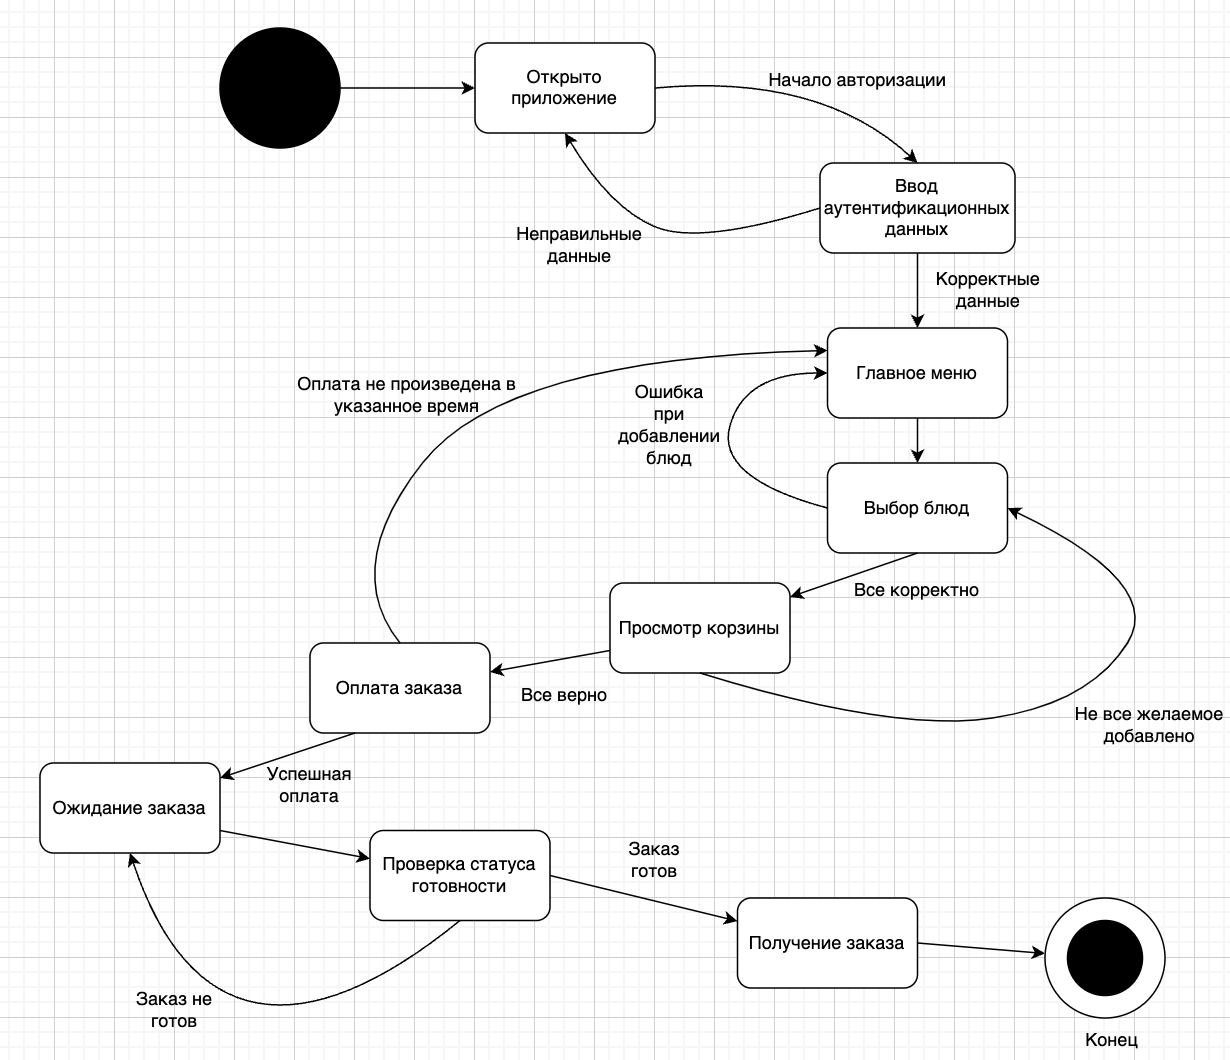 Открыто
приложение
Начало авторизации
Ввод
аутентификационных
данных
Неправильные
данные
Корректные
данные
Главное меню
Оплата не произведена в
указанное время
Ошибка
при
добавлении
блюд
Выбор блюд
Все корректно
Просмотр корзины
Оплата заказа
Все верно
Не все желаемое
добавлено
Успешная
оплата
Ожидание заказа
Проверка статуса
готовности
Заказ
готов
Получение заказа
Заказ не
готов
Конец